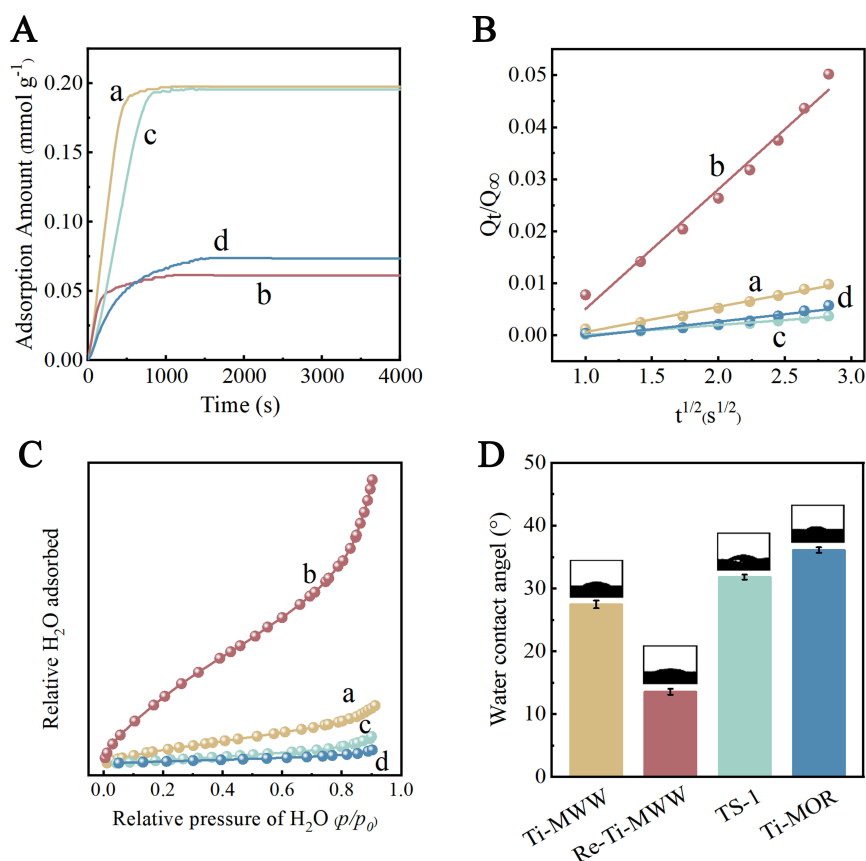 A
Adsorption Amount (mmol g-1)
0.20
0.15
0.10
0.05
0.00
a
c
d
b
0
1000
2000
3000
4000
Time (s)
B
Qt/Q∞
0.05
0.04
0.03
0.02
0.01
0.00
b
a
d
c
1.0
1.5
2.0
2.5
3.0
t1/2(s1/2)
C
Relative H2O adsorbed
b
a
c
d
0.0
0.2
0.4
0.6
0.8
1.0
Relative pressure of H2O (p/p0)
D
Water contact angel (°)
50
40
30
20
10
0
Ti-MWW
Re-Ti-MWW
TS-1
Ti-MOR